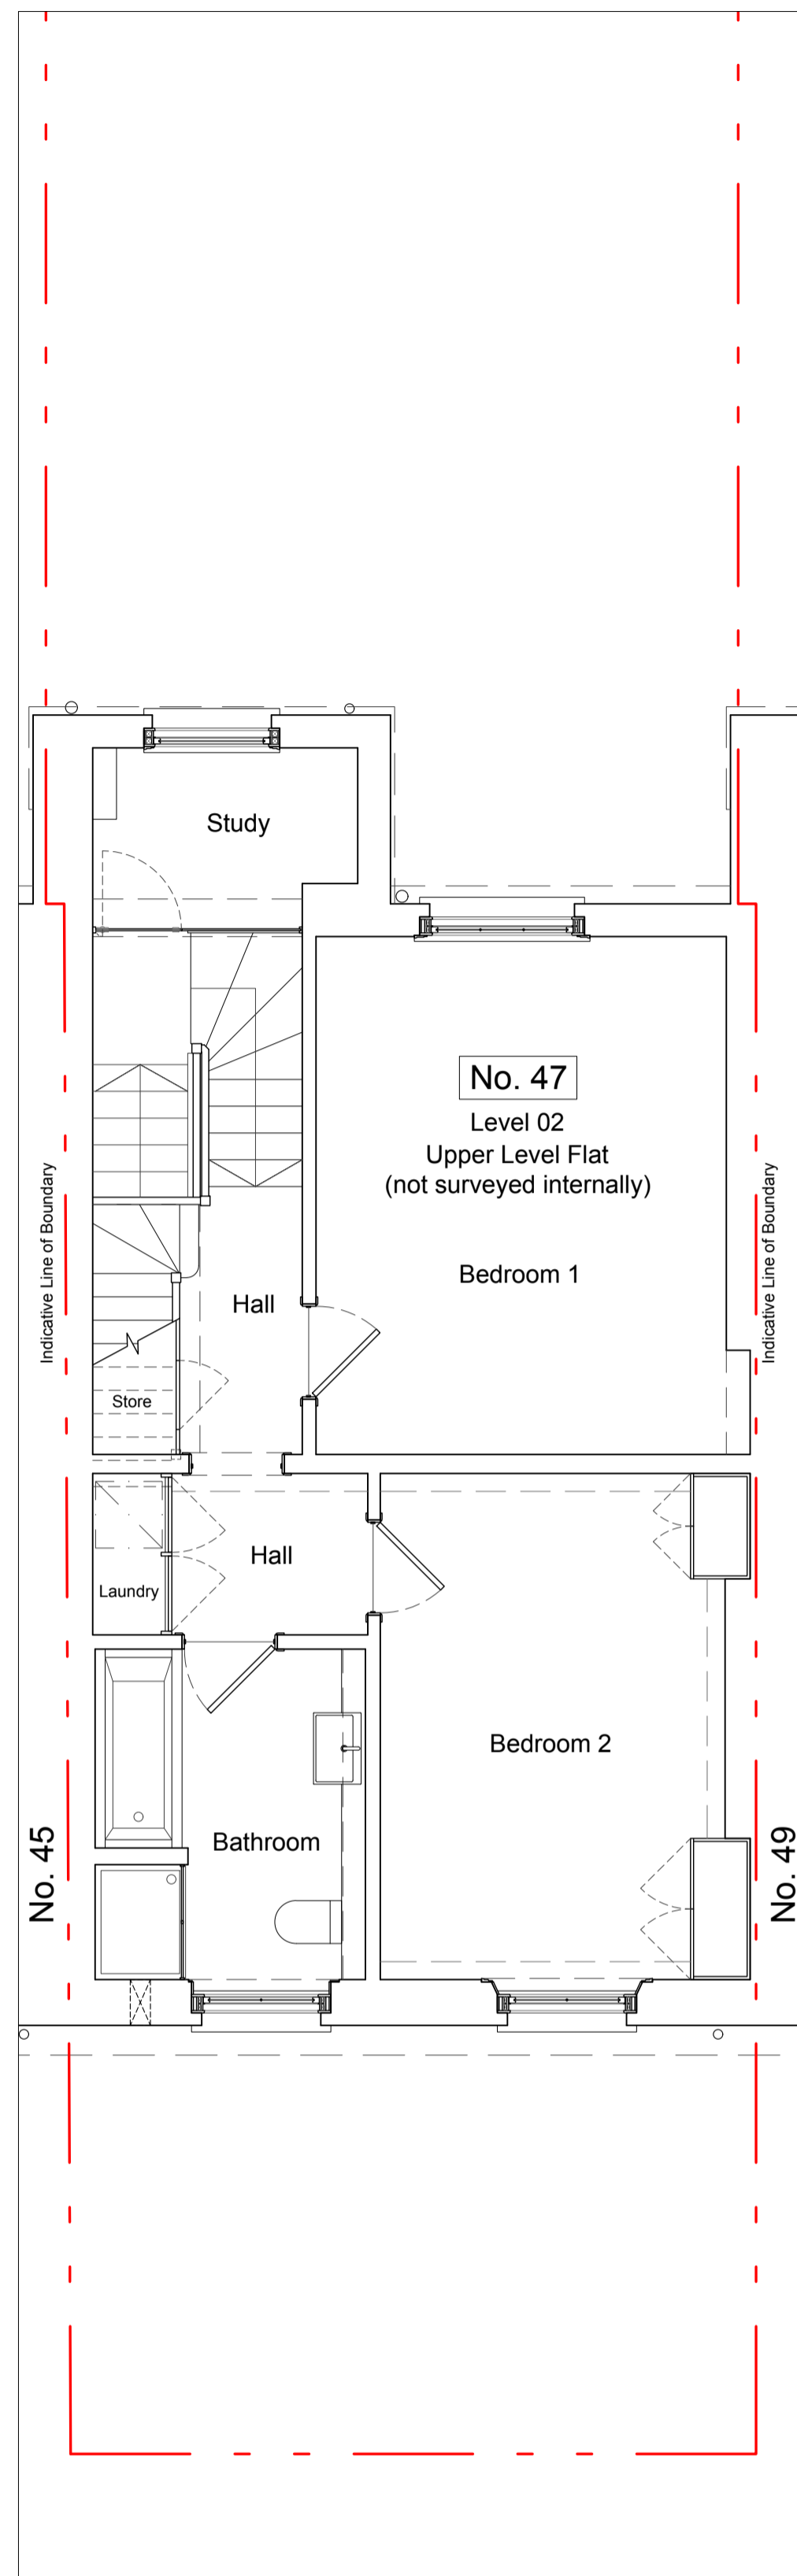 Study
No. 47
Level 02
Upper Level Flat
(not surveyed internally)
Indicative Line of Boundary
Indicative Line of Boundary
Bedroom 1
Hall
Store
Hall
Laundry
Bedroom 2
Bathroom
No. 45
No. 49